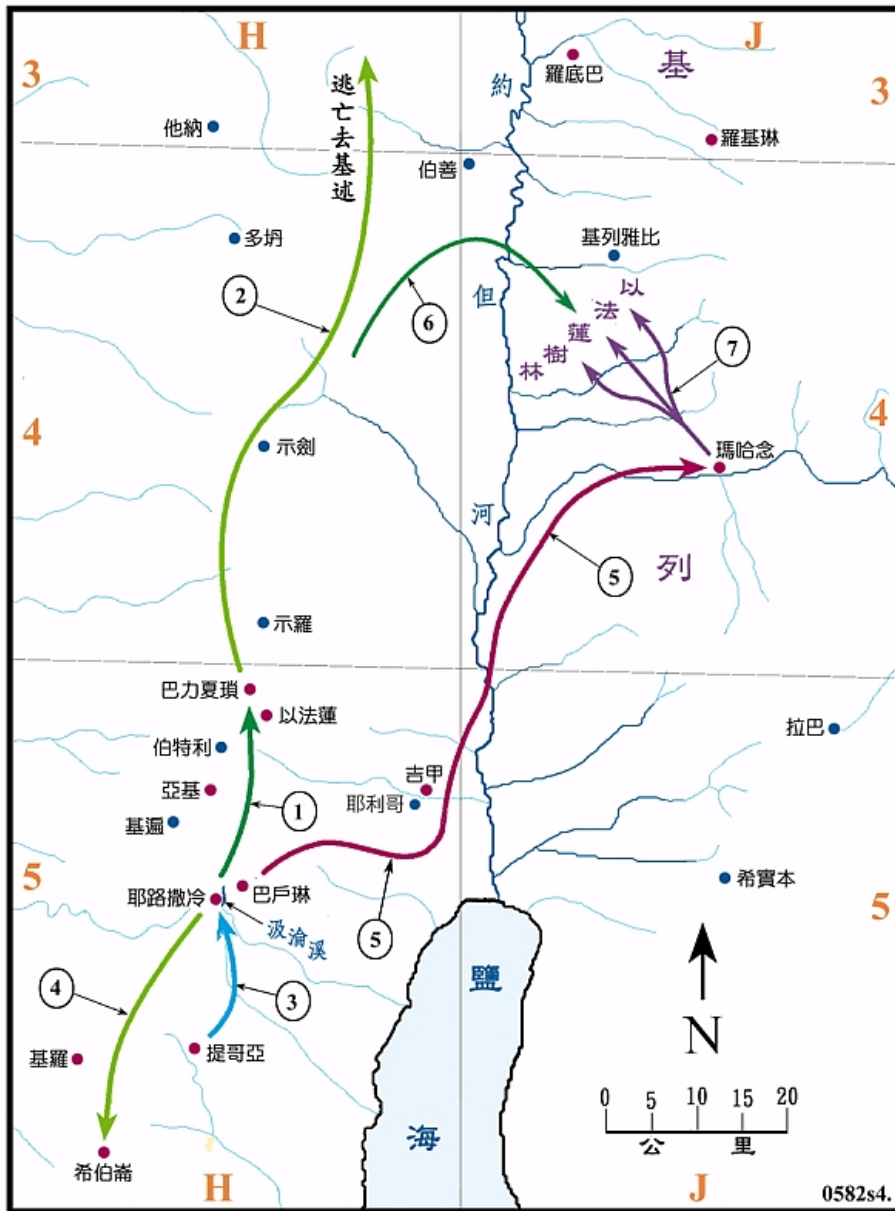 H
J
3
3
逃亡去基述
約
羅底巴
基
他納
羅基琳
伯善
多坍
基列雅比
2
但
以
法
蓮
樹
林
6
7
4
4
示劍
瑪哈念
河
5
列
示羅
巴力夏瑣
以法蓮
伯特利
拉巴
亞基
吉甲
1
耶利哥
基遍
5
5
巴戶琳
希實本
耶路撒冷
汲淪溪
5
鹽
4
3
N
基羅
提哥亞
0 5 10 15 20
公 里
海
希伯崙
H
J
0582s4.